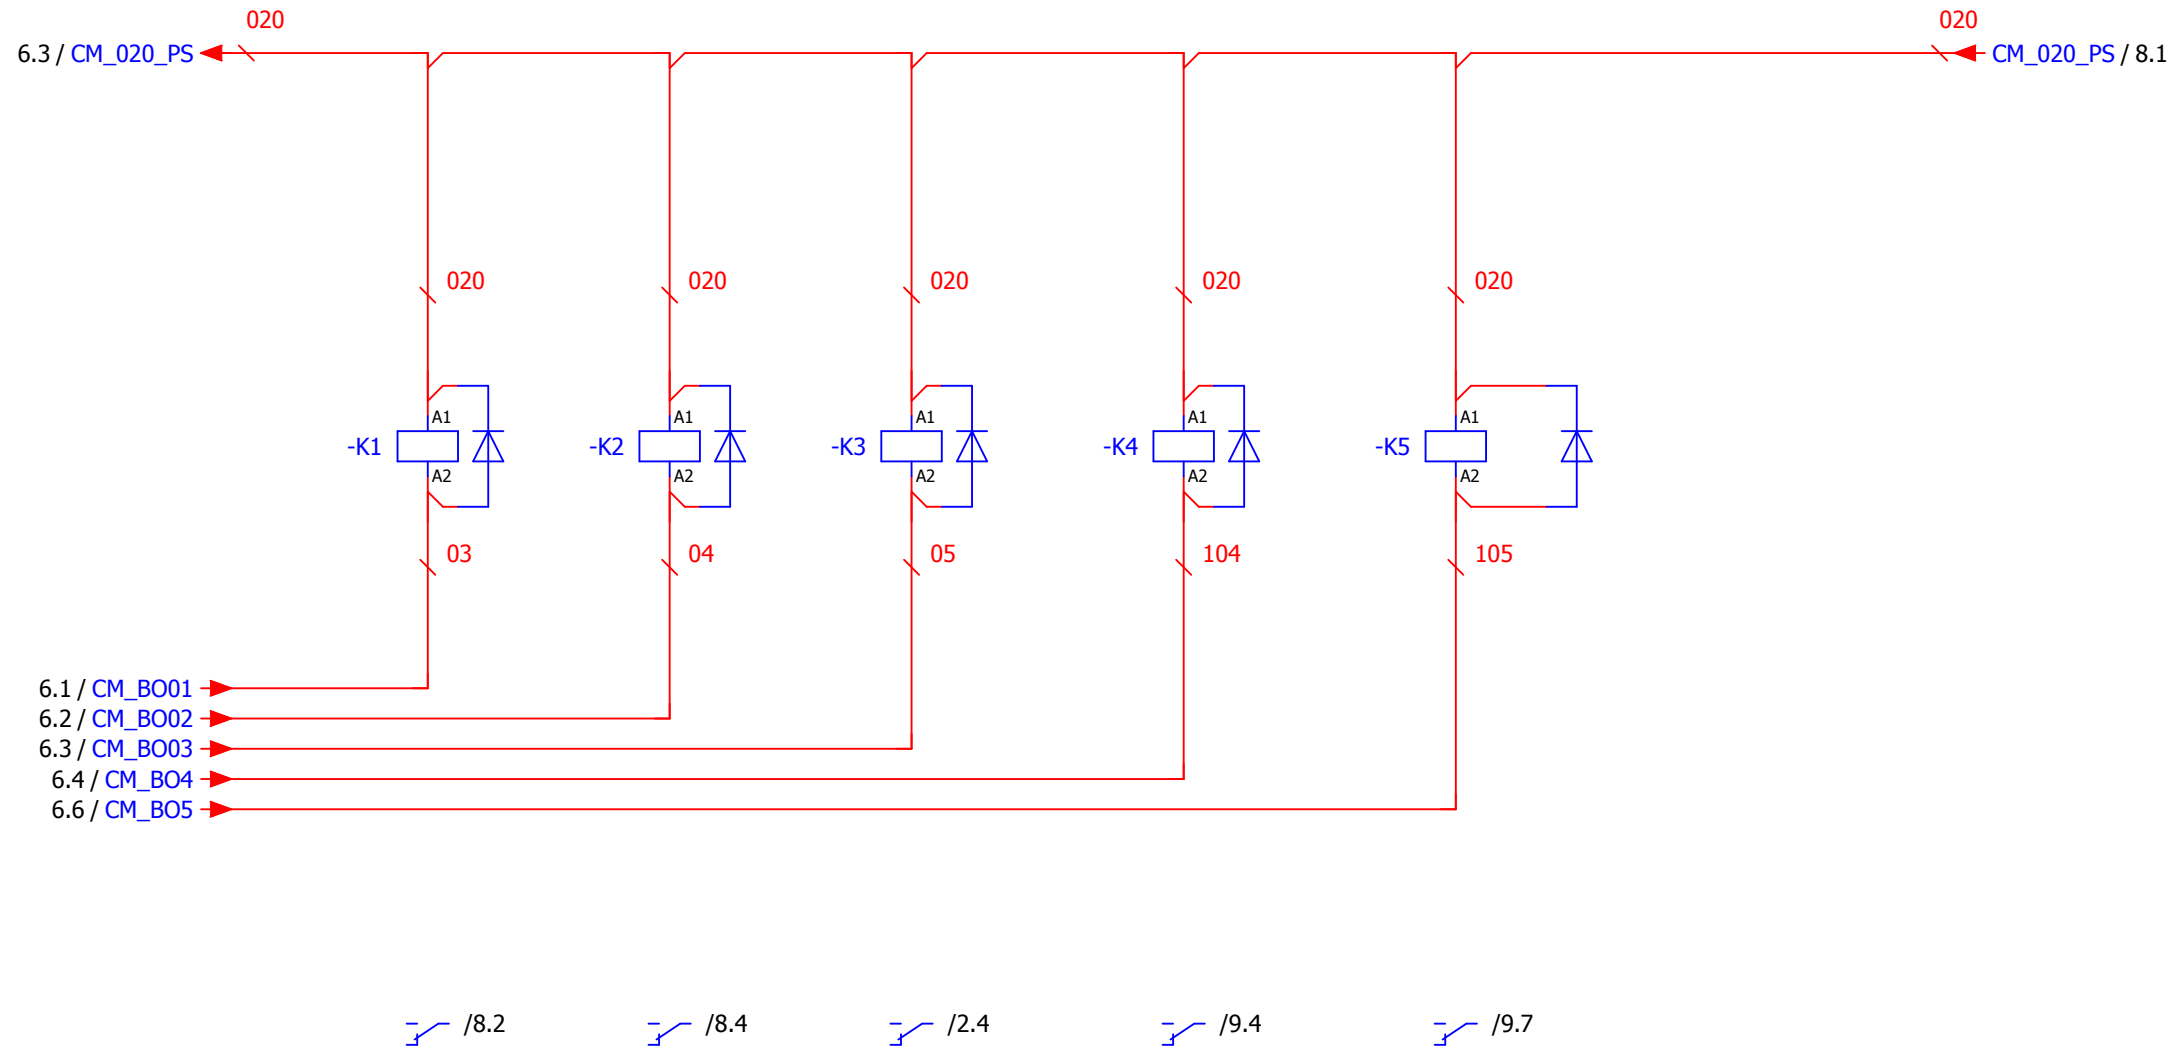 020 020
6.3 / CM_020_PS CM_020_PS / 8.1
020 020 020 020 020
A1 A1 A1 A1 A1
-K1 -K2 -K3 -K4 -K5
A2 A2 A2 A2 A2
03 04 05 104 105
6.1 / CM_BO01
6.2 / CM_BO02
6.3 / CM_BO03
6.4 / CM_BO4
6.6 / CM_BO5
/8.2 /8.4 /2.4 /9.4 /9.7